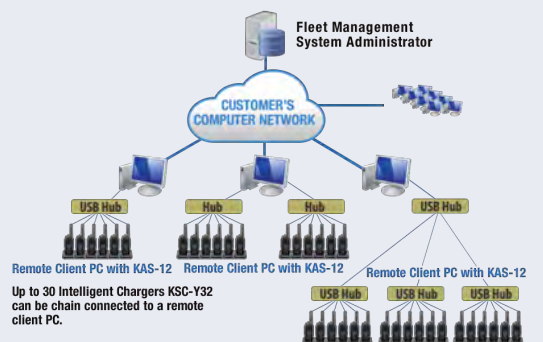 Fleet Management
System Administrator
CUSTOMER'S
COMPUTER NETWORK
USB Hub
Hub
Hub
USB Hub
Remote Client PC with KAS-12
Remote Client PC with KAS-12
Remote Client PC with KAS-12
Up to 30 Intelligent Chargers KSC-Y32
can be chain connected to a remote
client PC.
USB Hub
USB Hub
USB Hub